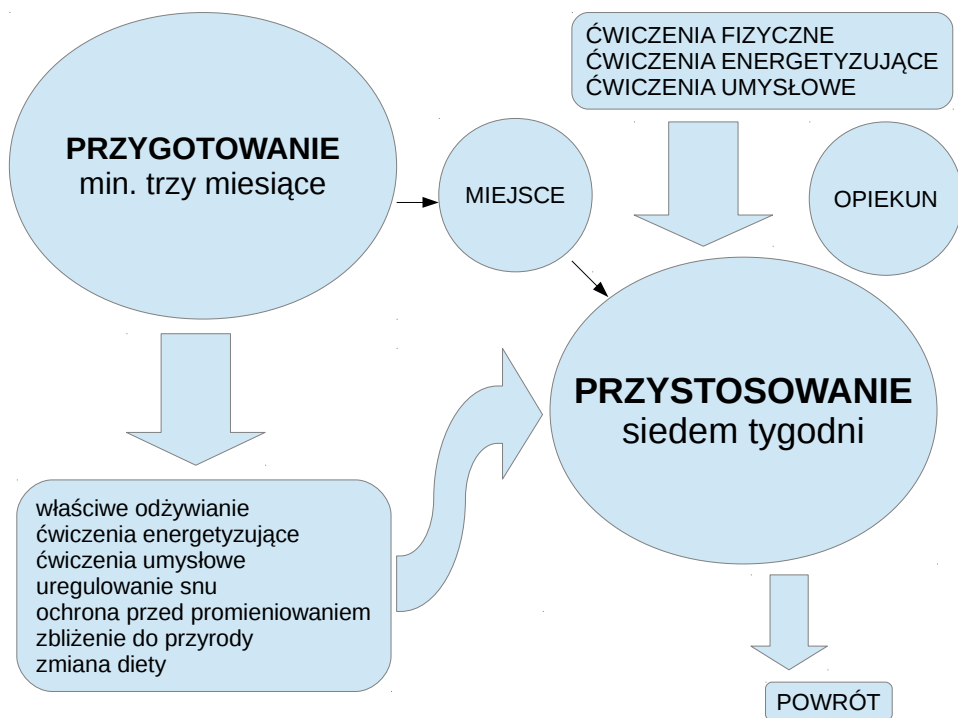 PRZYGOTOWANIE
min. trzy miesiące
MIEJSCE
ĆWICZENIA FIZYCZNE
ĆWICZENIA ENERGETYZUJĄCE
ĆWICZENIA UMYSŁOWE
OPIEKUN
PRZYSTOSOWANIE
siedem tygodni
właściwe odżywianie
ćwiczenia energetyzujące
ćwiczenia umysłowe
uregulowanie snu
ochrona przed promieniowaniem
zbliżenie do przyrody
zmiana diety
POWRÓT